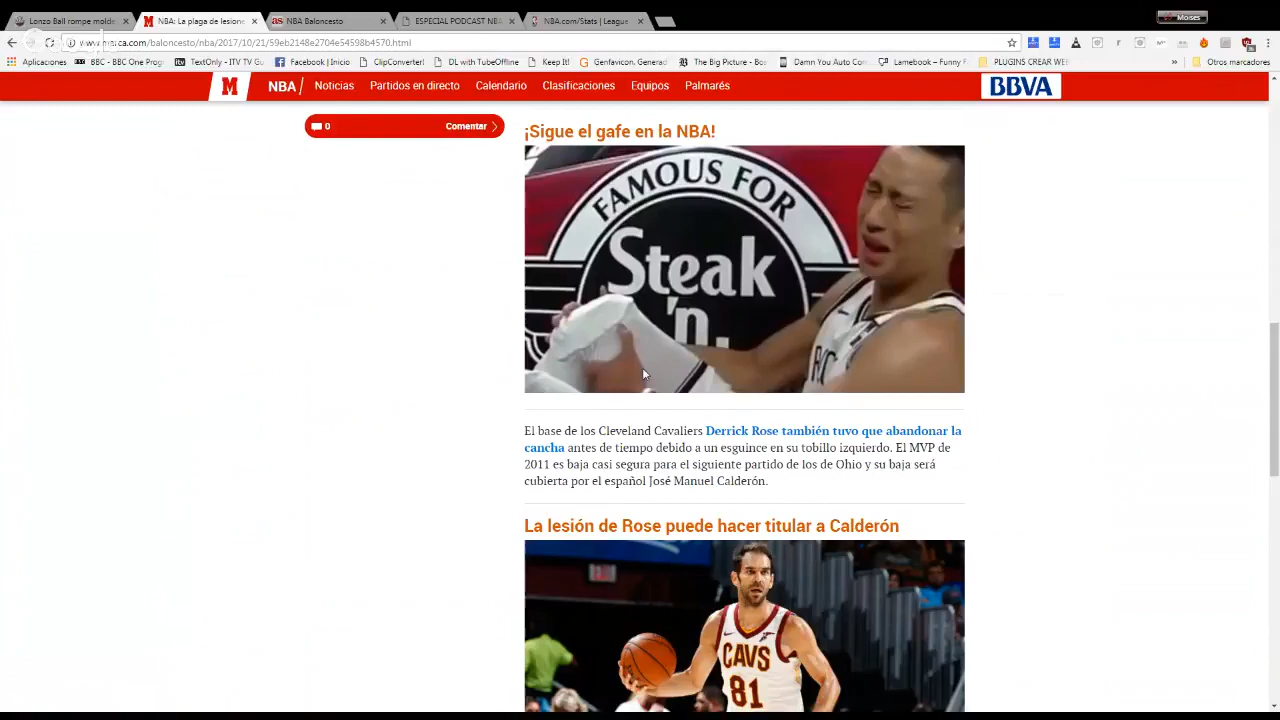 Lonzo Ball rompe molde
NBA: La plaga de lesione
NBA Baloncesto
ESPECIAL PODCAST NBA
NBA.com/Stats | League
Moises
.com/baloncesto/nba/2017/10/21/59eb2148e2704e54598b4570.html
Aplicaciones
BBC - BBC One Progr
TextOnly - ITV TV Gu
Facebook | Inicio
ClipConverter!
DL with TubeOffline
Keep It!
Genfavicon. Generad
The Big Picture - Bos
Damn You Auto Com
Lamebook – Funny F
PLUGINS CREAR WEB
»
Otros marcadores
M
NBA
Noticias
Partidos en directo
Calendario
Clasificaciones
Equipos
Palmarés
BBVA
0
Comentar
¡Sigue el gafe en la NBA!
FAMOUS FOR
Steak
'n
El base de los Cleveland Cavaliers Derrick Rose también tuvo que abandonar la
cancha antes de tiempo debido a un esguince en su tobillo izquierdo. El MVP de
2011 es baja casi segura para el siguiente partido de los de Ohio y su baja será
cubierta por el español José Manuel Calderón.
La lesión de Rose puede hacer titular a Calderón
CAVS
81